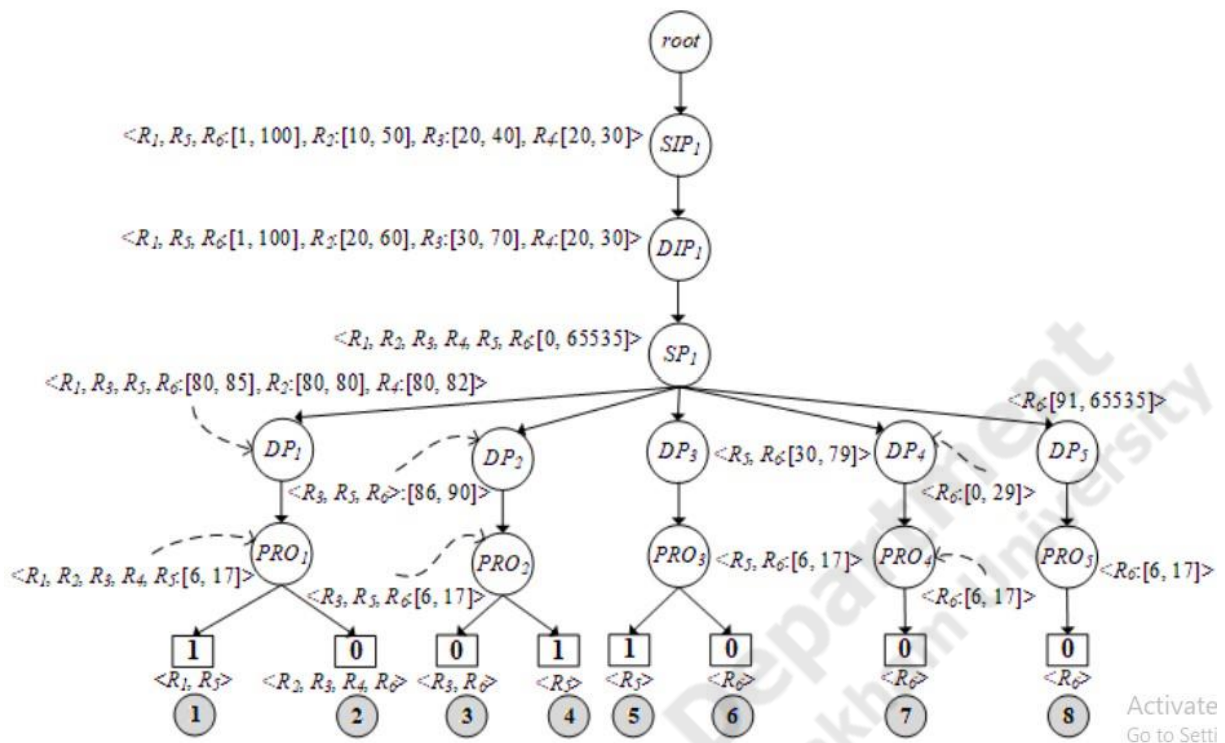 root
<R1, R5, R6:[1, 100], R2:[10, 50], R3:[20, 40], R4:[20, 30]>
SIP1
<R1, R5, R6:[1, 100], R2:[20, 60], R3:[30, 70], R4:[20, 30]>
DIP1
<R1, R2, R3, R4, R5, R6:[0, 65535]>
SP1
<R1, R3, R5, R6:[80, 85], R2:[80, 80], R4:[80, 82]>
<R6:[91, 65535]>
DP1
DP2
DP3
<R5, R6:[30, 79]>
DP4
DP5
<R3, R5, R6>:[86, 90]>
<R6:[0, 29]>
PRO1
PRO2
PRO3
<R5, R6:[6, 17]>
PRO4
PRO5
<R6:[6, 17]>
<R1, R2, R3, R4, R5:[6, 17]>
<R3, R5, R6:[6, 17]>
<R6:[6, 17]>
1 0 0 1 1 0 0 0
<R1, R5> <R2, R3, R4, R6> <R3, R6> <R5> <R5> <R6> <R6> <R6>
1 2 3 4 5 6 7 8
Department
University
Activate
Go to Setti